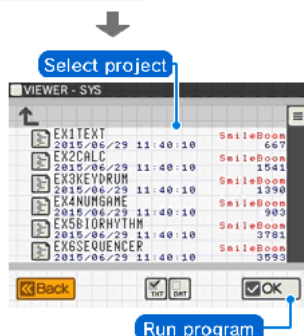 Select project
VIEWER - SYS
EX1TEXT SmileBoom
2015/06/29 11:40:10 667
EX2CALC SmileBoom
2015/06/29 11:40:10 1541
EX3KEYDRUM SmileBoom
2015/06/29 11:40:10 1390
EX4NUMGAME SmileBoom
2015/06/29 11:40:10 903
EX5BIORHYTHM SmileBoom
2015/06/29 11:40:10 3781
EX6SEQUENCER SmileBoom
2015/06/29 11:40:10 3593
Back TXT DAT OK
Run program